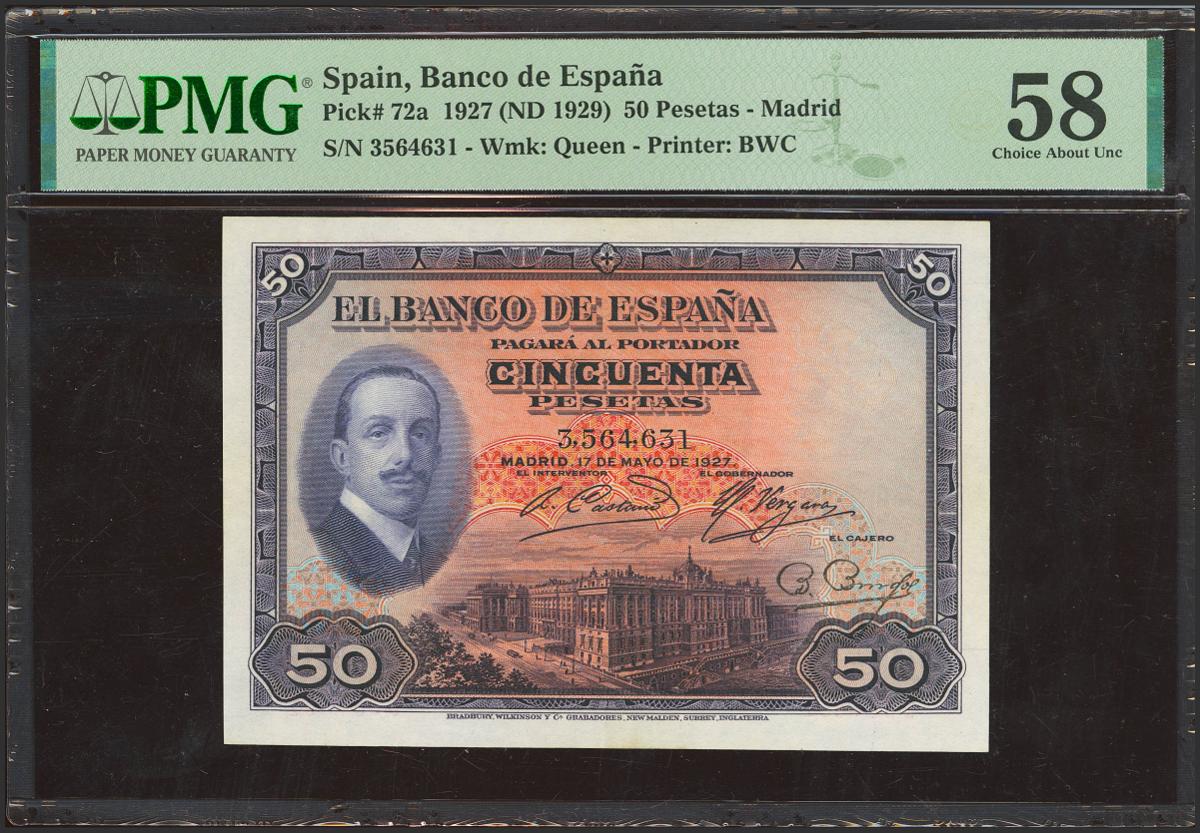 PMG®
PAPER MONEY GUARANTY
Spain, Banco de España
Pick# 72a 1927 (ND 1929) 50 Pesetas - Madrid
S/N 3564631 - Wmk: Queen - Printer: BWC
58
Choice About Unc
50
50
EL BANCO DE ESPAÑA
PAGARÁ AL PORTADOR
CINCUENTA
PESETAS
3,564,631
MADRID, 17 DE MAYO DE 1927.
EL INTERVENTOR
EL GOBERNADOR
EL CAJERO
50
50
BRADBURY, WILKINSON Y Cª GRABADORES, NEW MALDEN, SURREY, INGLATERRA